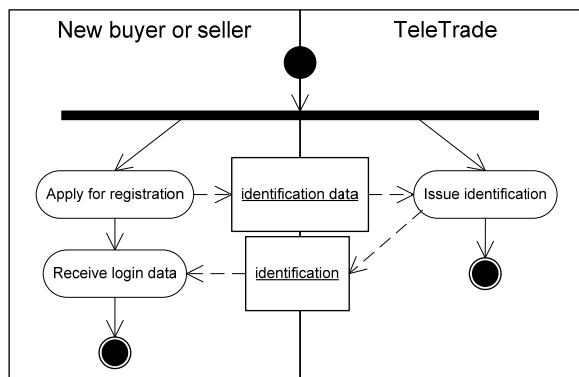 New buyer or seller
TeleTrade
Apply for registration
identification data
Issue identification
Receive login data
identification